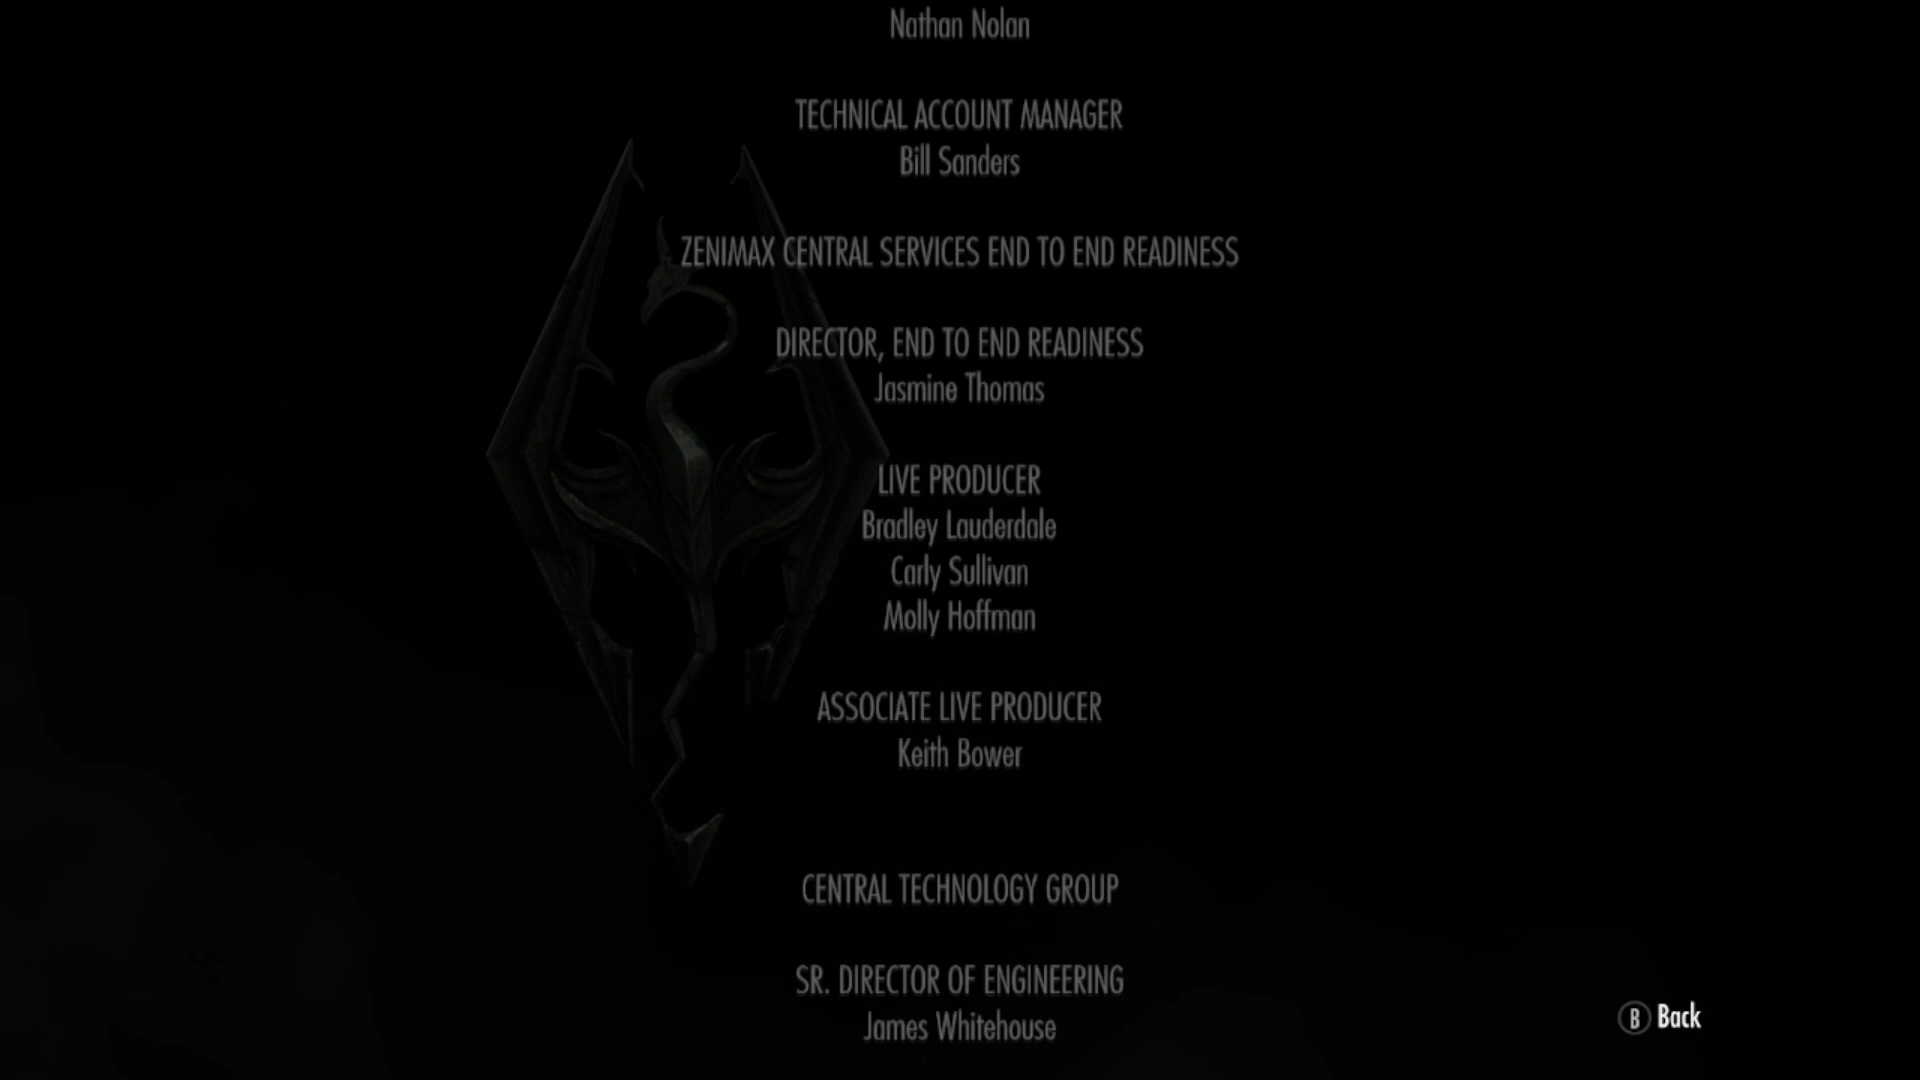 Nathan Nolan
TECHNICAL ACCOUNT MANAGER
Bill Sanders
ZENIMAX CENTRAL SERVICES END TO END READINESS
DIRECTOR, END TO END READINESS
Jasmine Thomas
LIVE PRODUCER
Bradley Lauderdale
Carly Sullivan
Molly Hoffman
ASSOCIATE LIVE PRODUCER
Keith Bower
CENTRAL TECHNOLOGY GROUP
SR. DIRECTOR OF ENGINEERING
James Whitehouse
B Back